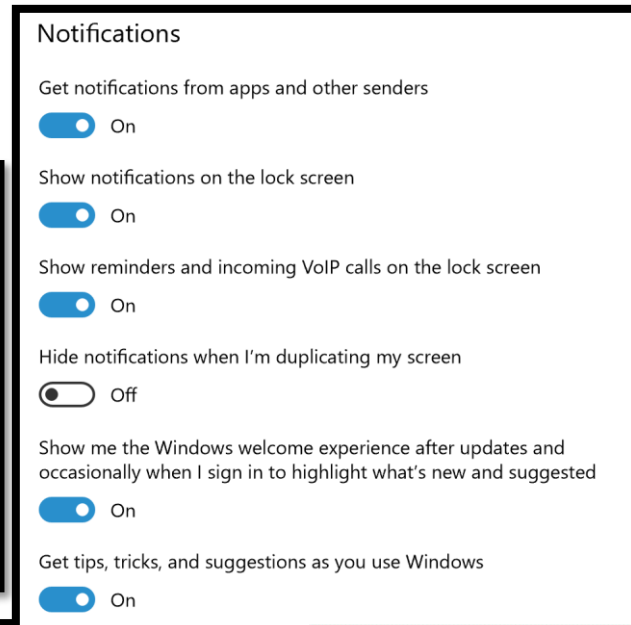 Notifications
Get notifications from apps and other senders
On
Show notifications on the lock screen
On
Show reminders and incoming VoIP calls on the lock screen
On
Hide notifications when I'm duplicating my screen
Off
Show me the Windows welcome experience after updates and
occasionally when I sign in to highlight what's new and suggested
On
Get tips, tricks, and suggestions as you use Windows
On